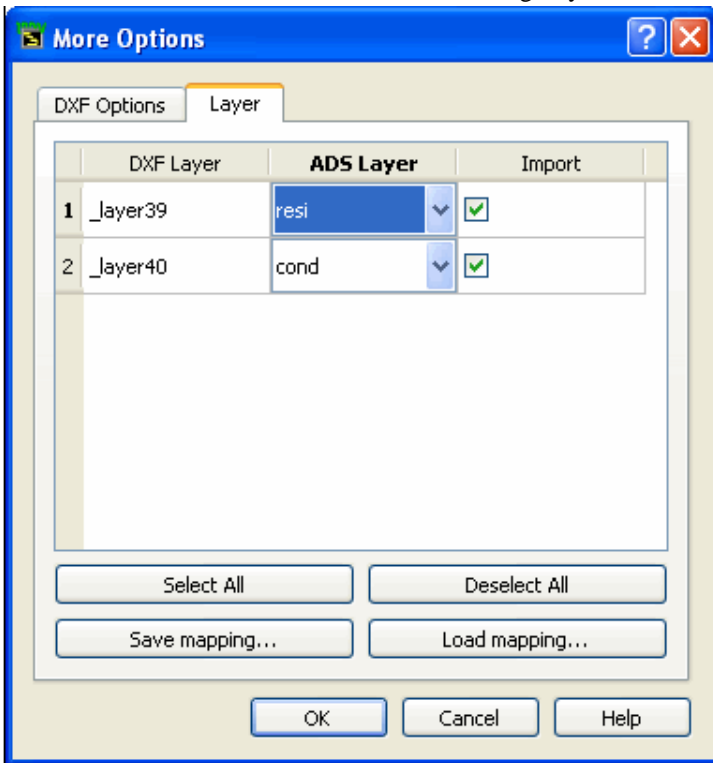 More Options
DXF Options Layer
DXF Layer ADS Layer Import
1 _layer39 resi
2 _layer40 cond
Select All Deselect All
Save mapping... Load mapping...
OK Cancel Help